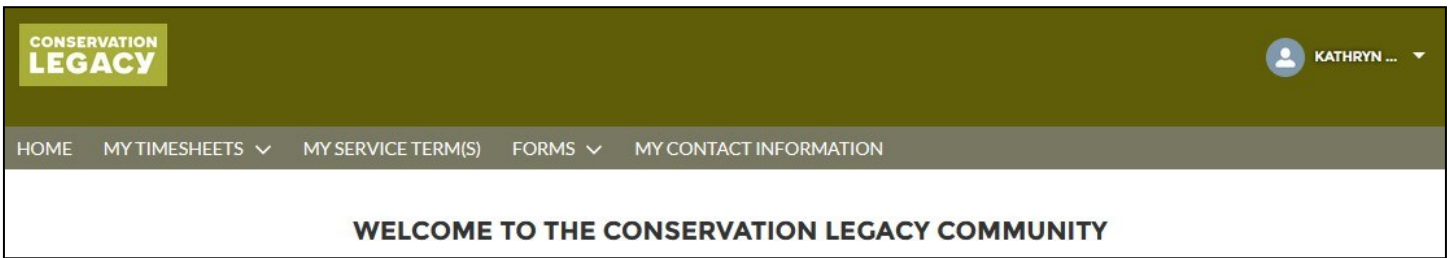 CONSERVATION
LEGACY
KATHRYN ...
HOME MY TIMESHEETS MY SERVICE TERM(S) FORMS MY CONTACT INFORMATION
WELCOME TO THE CONSERVATION LEGACY COMMUNITY